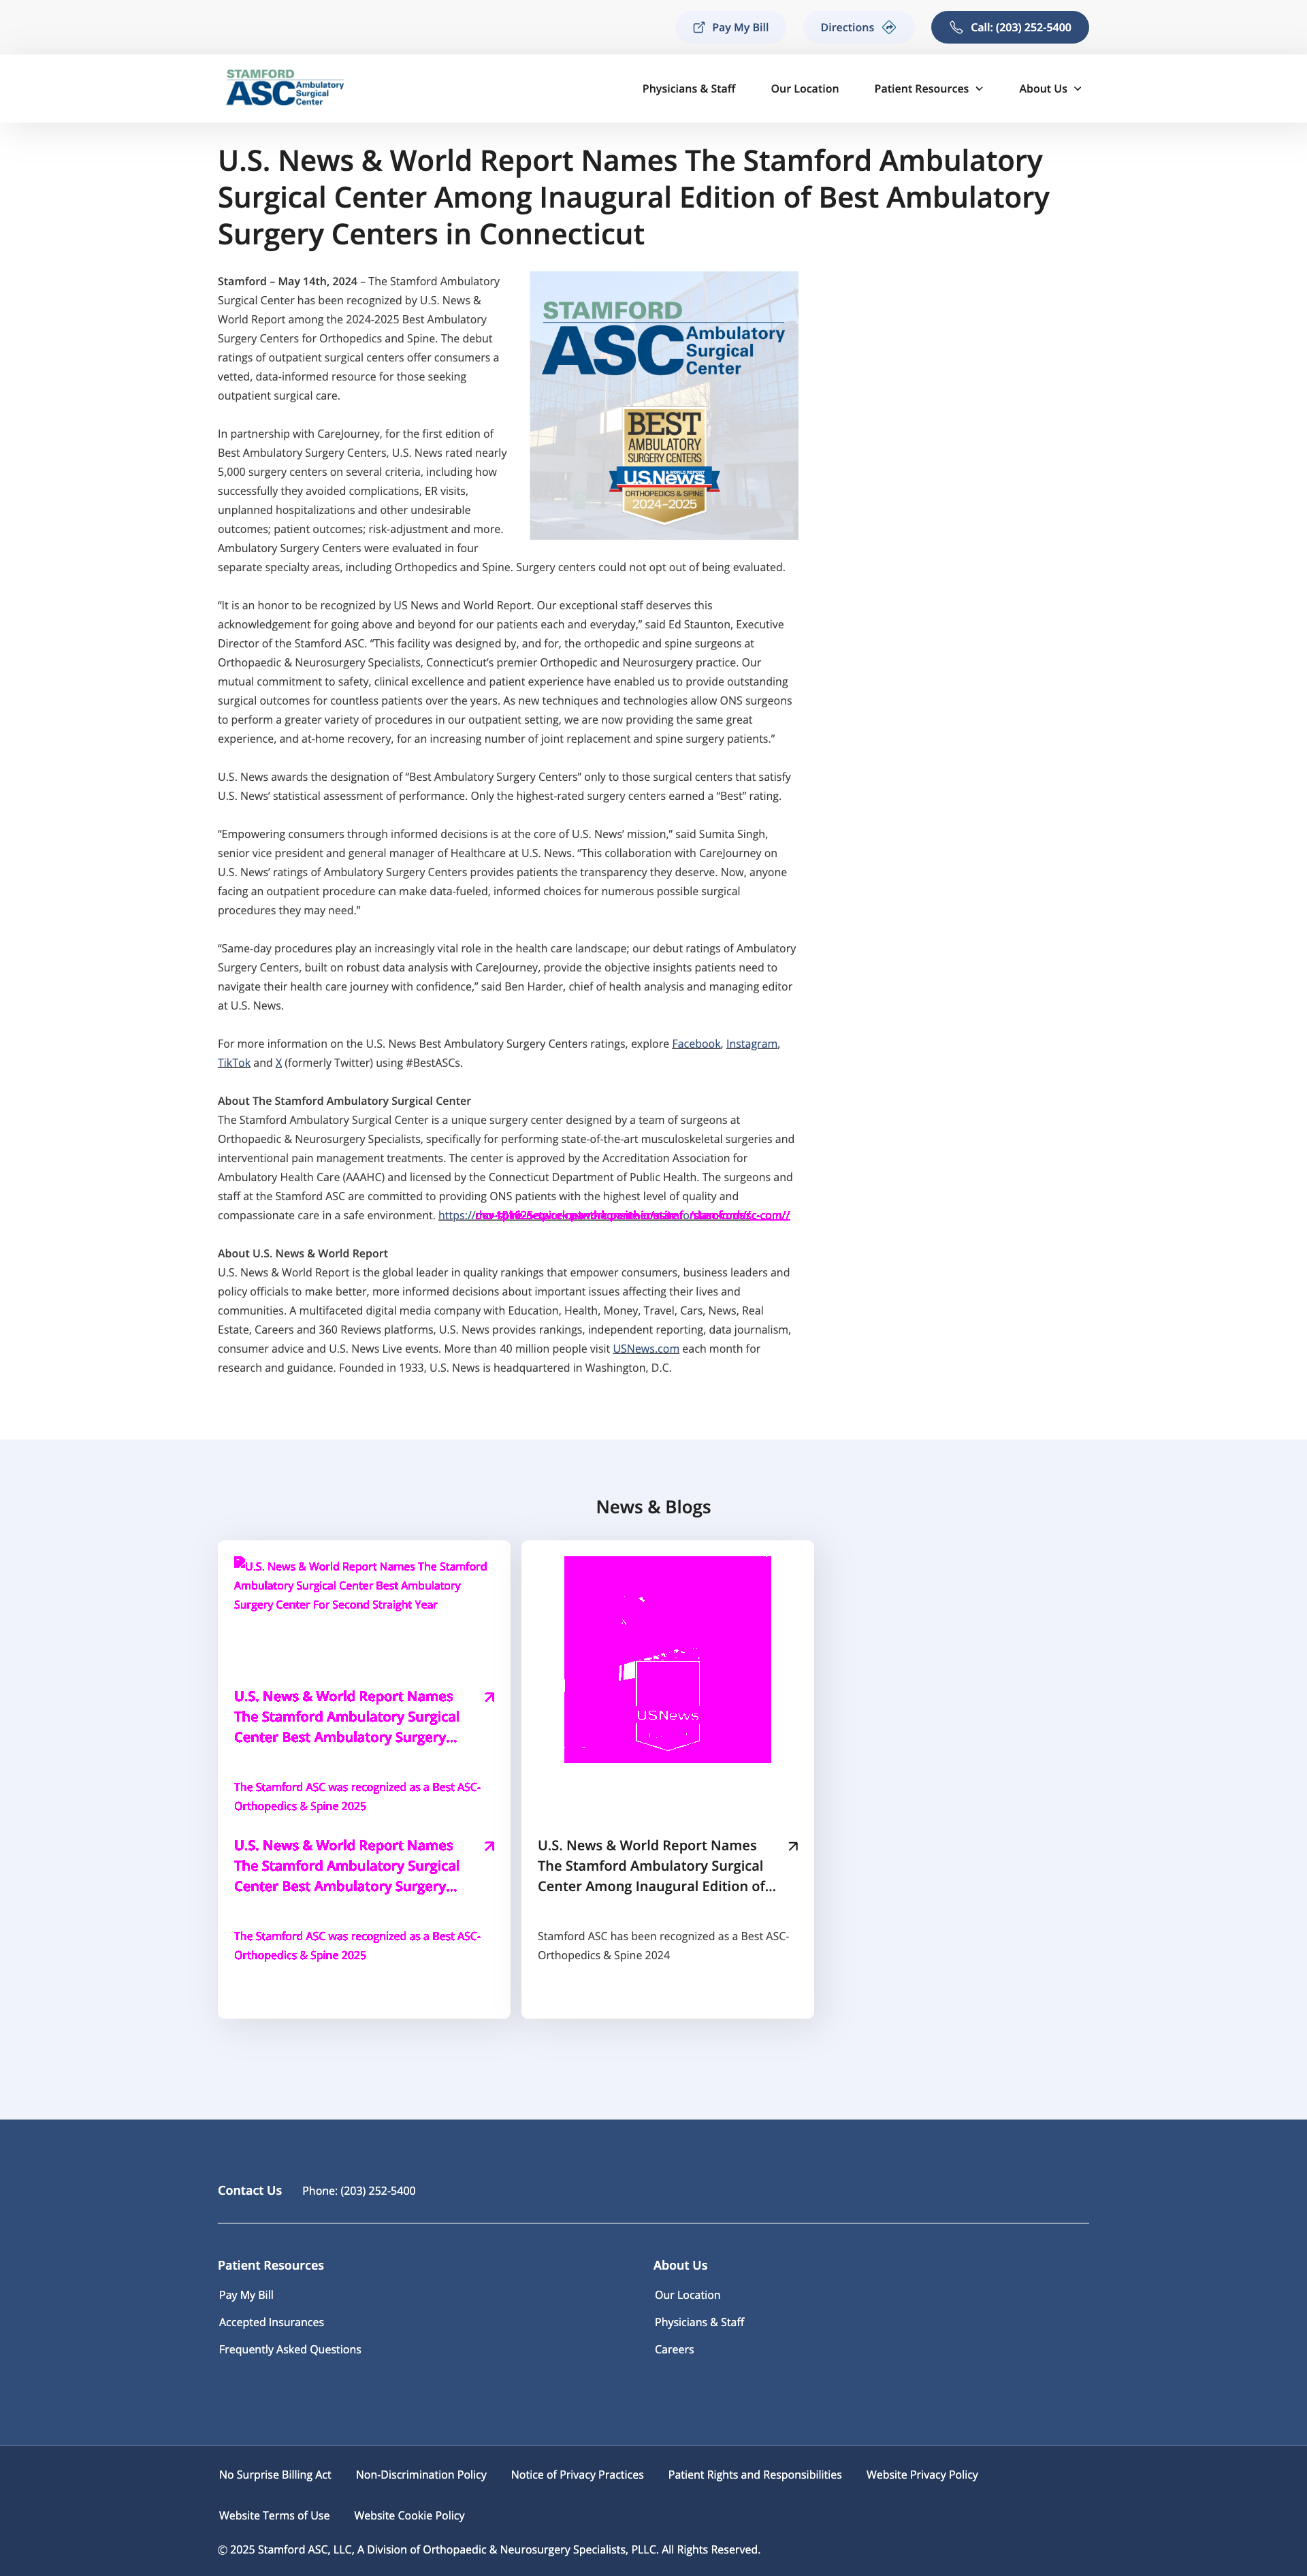 Pay My Bill
Directions
Call: (203) 252-5400
STAMFORD
ASC Ambulatory
Surgical
Center
Physicians & Staff
Our Location
Patient Resources
About Us
U.S. News & World Report Names The Stamford Ambulatory
Surgical Center Among Inaugural Edition of Best Ambulatory
Surgery Centers in Connecticut
Stamford – May 14th, 2024 – The Stamford Ambulatory
Surgical Center has been recognized by U.S. News &
World Report among the 2024-2025 Best Ambulatory
Surgery Centers for Orthopedics and Spine. The debut
ratings of outpatient surgical centers offer consumers a
vetted, data-informed resource for those seeking
outpatient surgical care.
STAMFORD
ASC Ambulatory
Surgical
Center
BEST
AMBULATORY
SURGERY CENTERS
U.S. News & WORLD REPORT
ORTHOPEDICS & SPINE
2024-2025
In partnership with CareJourney, for the first edition of
Best Ambulatory Surgery Centers, U.S. News rated nearly
5,000 surgery centers on several criteria, including how
successfully they avoided complications, ER visits,
unplanned hospitalizations and other undesirable
outcomes; patient outcomes; risk-adjustment and more.
Ambulatory Surgery Centers were evaluated in four
separate specialty areas, including Orthopedics and Spine. Surgery centers could not opt out of being evaluated.
“It is an honor to be recognized by US News and World Report. Our exceptional staff deserves this
acknowledgement for going above and beyond for our patients each and everyday,” said Ed Staunton, Executive
Director of the Stamford ASC. “This facility was designed by, and for, the orthopedic and spine surgeons at
Orthopaedic & Neurosurgery Specialists, Connecticut’s premier Orthopedic and Neurosurgery practice. Our
mutual commitment to safety, clinical excellence and patient experience have enabled us to provide outstanding
surgical outcomes for countless patients over the years. As new techniques and technologies allow ONS surgeons
to perform a greater variety of procedures in our outpatient setting, we are now providing the same great
experience, and at-home recovery, for an increasing number of joint replacement and spine surgery patients.”
U.S. News awards the designation of “Best Ambulatory Surgery Centers” only to those surgical centers that satisfy
U.S. News’ statistical assessment of performance. Only the highest-rated surgery centers earned a “Best” rating.
“Empowering consumers through informed decisions is at the core of U.S. News’ mission,” said Sumita Singh,
senior vice president and general manager of Healthcare at U.S. News. “This collaboration with CareJourney on
U.S. News’ ratings of Ambulatory Surgery Centers provides patients the transparency they deserve. Now, anyone
facing an outpatient procedure can make data-fueled, informed choices for numerous possible surgical
procedures they may need.”
“Same-day procedures play an increasingly vital role in the health care landscape; our debut ratings of Ambulatory
Surgery Centers, built on robust data analysis with CareJourney, provide the objective insights patients need to
navigate their health care journey with confidence,” said Ben Harder, chief of health analysis and managing editor
at U.S. News.
For more information on the U.S. News Best Ambulatory Surgery Centers ratings, explore Facebook, Instagram,
TikTok and X (formerly Twitter) using #BestASCs.
About The Stamford Ambulatory Surgical Center
The Stamford Ambulatory Surgical Center is a unique surgery center designed by a team of surgeons at
Orthopaedic & Neurosurgery Specialists, specifically for performing state-of-the-art musculoskeletal surgeries and
interventional pain management treatments. The center is approved by the Accreditation Association for
Ambulatory Health Care (AAAHC) and licensed by the Connecticut Department of Public Health. The surgeons and
staff at the Stamford ASC are committed to providing ONS patients with the highest level of quality and
compassionate care in a safe environment. https://
About U.S. News & World Report
U.S. News & World Report is the global leader in quality rankings that empower consumers, business leaders and
policy officials to make better, more informed decisions about important issues affecting their lives and
communities. A multifaceted digital media company with Education, Health, Money, Travel, Cars, News, Real
Estate, Careers and 360 Reviews platforms, U.S. News provides rankings, independent reporting, data journalism,
consumer advice and U.S. News Live events. More than 40 million people visit USNews.com each month for
research and guidance. Founded in 1933, U.S. News is headquartered in Washington, D.C.
News & Blogs
U.S. News & World Report Names The Stamford
Ambulatory Surgical Center Best Ambulatory
Surgery Center For Second Straight Year
U.S. News & World Report Names
The Stamford Ambulatory Surgical
Center Best Ambulatory Surgery...
The Stamford ASC was recognized as a Best ASC-
Orthopedics & Spine 2025
U.S. News & World Report Names
The Stamford Ambulatory Surgical
Center Best Ambulatory Surgery...
The Stamford ASC was recognized as a Best ASC-
Orthopedics & Spine 2025
USNews
U.S. News & World Report Names
The Stamford Ambulatory Surgical
Center Among Inaugural Edition of...
Stamford ASC has been recognized as a Best ASC-
Orthopedics & Spine 2024
Contact Us
Phone: (203) 252-5400
Patient Resources
Pay My Bill
Accepted Insurances
Frequently Asked Questions
About Us
Our Location
Physicians & Staff
Careers
No Surprise Billing Act
Non-Discrimination Policy
Notice of Privacy Practices
Patient Rights and Responsibilities
Website Privacy Policy
Website Terms of Use
Website Cookie Policy
© 2025 Stamford ASC, LLC, A Division of Orthopaedic & Neurosurgery Specialists, PLLC. All Rights Reserved.